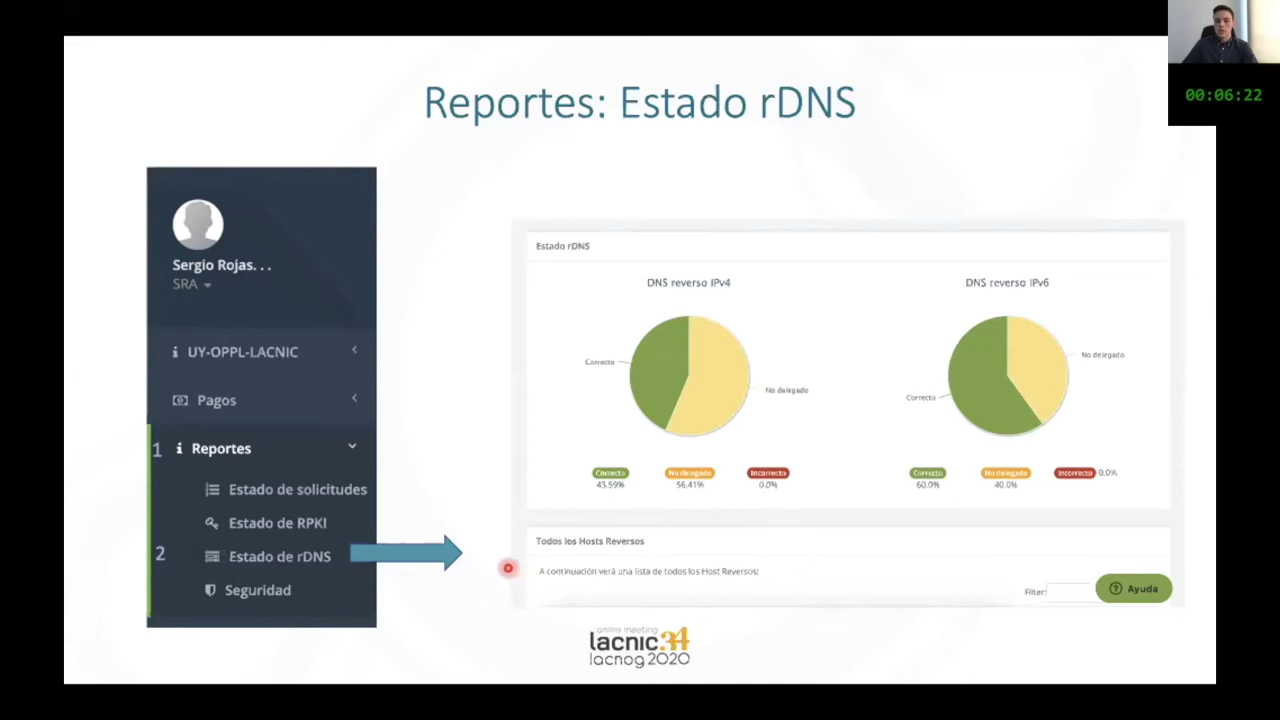 00:06:22
Reportes: Estado rDNS
Sergio Rojas. . .
SRA
UY-OPPL-LACNIC
Pagos
1 Reportes
Estado de solicitudes
Estado de RPKI
2 Estado de rDNS
Seguridad
Estado rDNS
DNS reverso IPv4
Correcto
No delegado
Correcto No delegado Incorrecto
43.59% 56.41% 0.0%
DNS reverso IPv6
No delegado
Correcto
Correcto No delegado Incorrecto 0.0%
60.0% 40.0%
Todos los Hosts Reversos
A continuación verá una lista de todos los Host Reversos:
Filter:
Ayuda
online meeting
lacnic 34
lacnog 2020